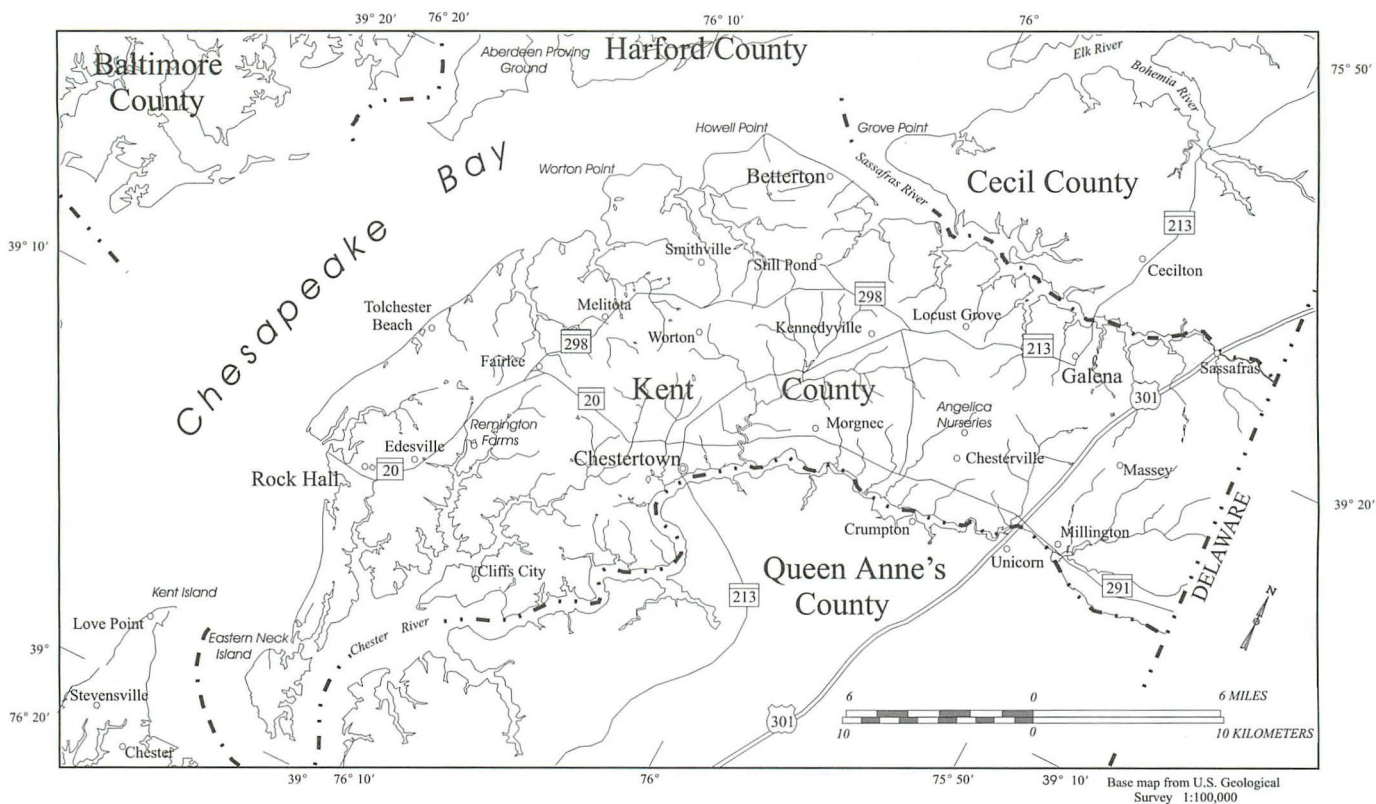 39° 20′ 76° 20′ 76° 10′ 76°
Baltimore
County
Aberdeen Proving
Ground
Harford County
Elk River
Bohemia River
75° 50′
Howell Point
Grove Point
Chesapeake Bay
Worton Point
Betterton
Sassafras River
Cecil County
213
39° 10′
Smithville
Still Pond
Cecilton
Tolchester
Beach
Melitota
298
298
Worton
Kennedyville
Locust Grove
213
Fairlee
Galena
Sassafras
20
Kent County
301
Remington
Farms
Angelica
Nurseries
Edesville
Morgnec
Rock Hall
20
Chestertown
Chesterville
Massey
39° 20′
Crumpton
Millington
Unicorn
Cliffs City
Queen Anne's
County
213
291
DELAWARE
N
Kent Island
Love Point
Chester River
Eastern Neck
Island
39°
Stevensville
76° 20′
Chester
301
6 0 6 MILES
10 0 10 KILOMETERS
39° 76° 10′ 76° 75° 50′ 39° 10′
Base map from U.S. Geological
Survey 1:100,000